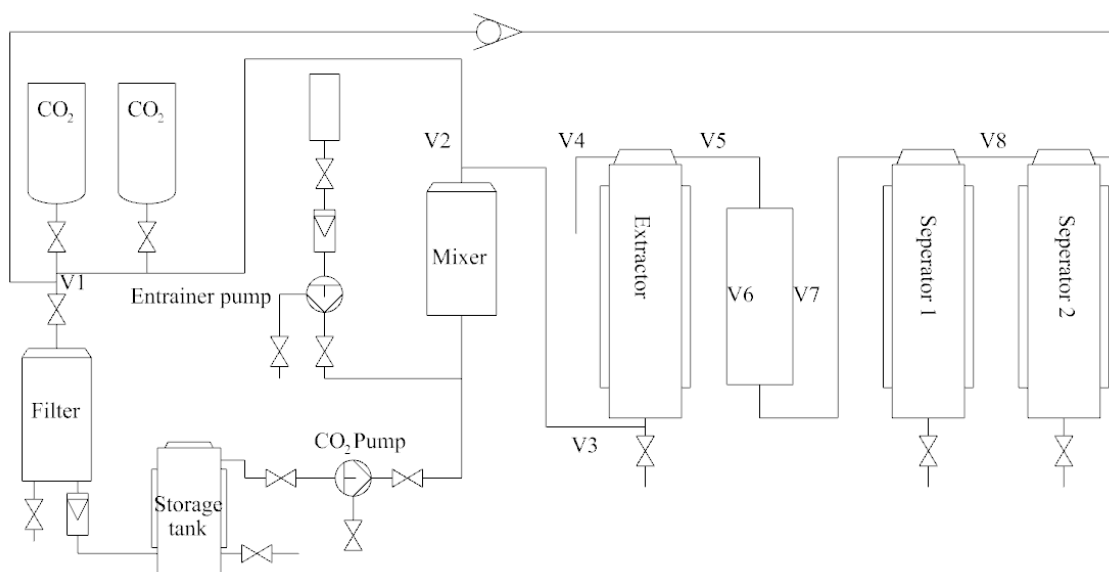 CO2
CO2
V2
V4
V5
V8
Extractor
Seperator 1
Seperator 2
Mixer
V1
Entrainer pump
V6
V7
Filter
CO2 Pump
V3
Storage
tank